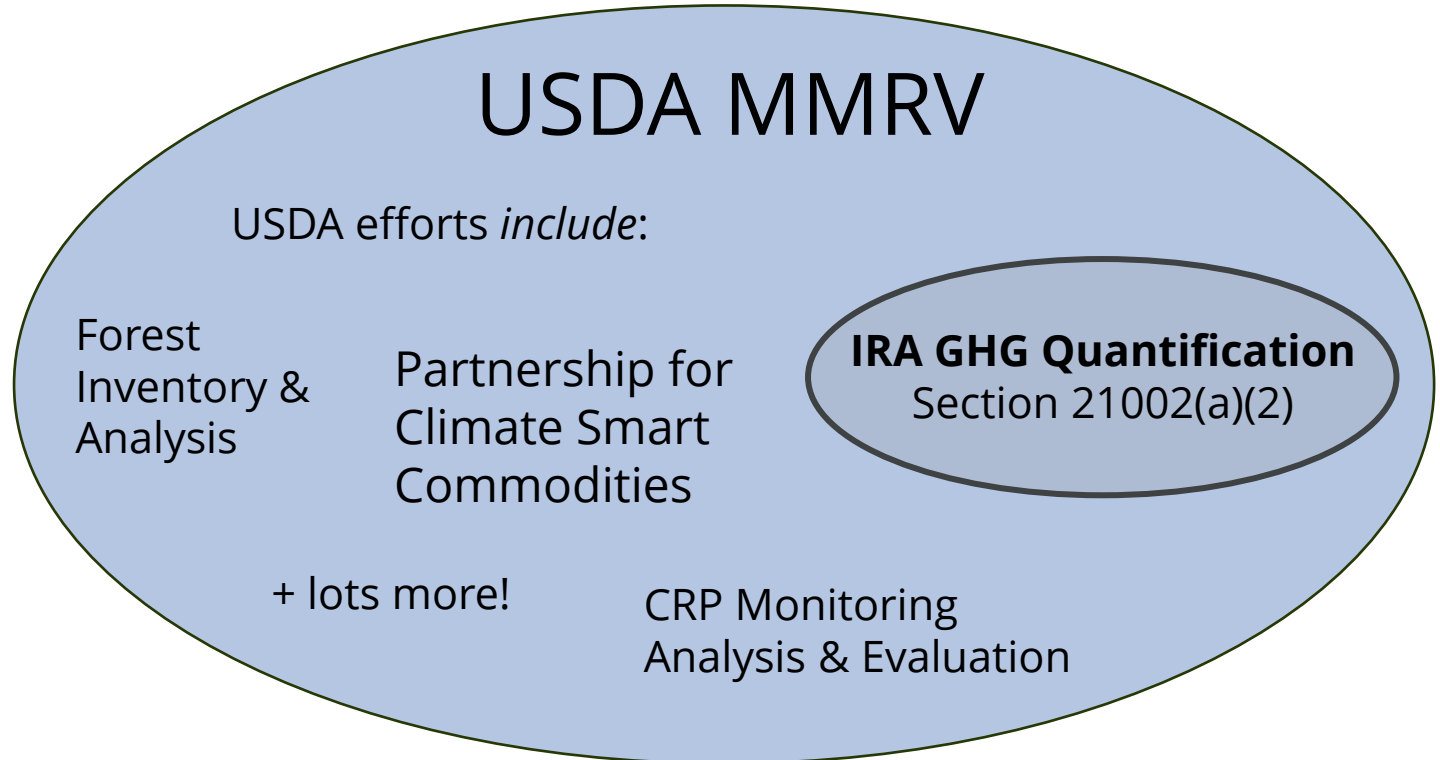 USDA MMRV
USDA efforts include:
Forest
Inventory &
Analysis
Partnership for
Climate Smart
Commodities
IRA GHG Quantification
Section 21002(a)(2)
+ lots more!
CRP Monitoring
Analysis & Evaluation